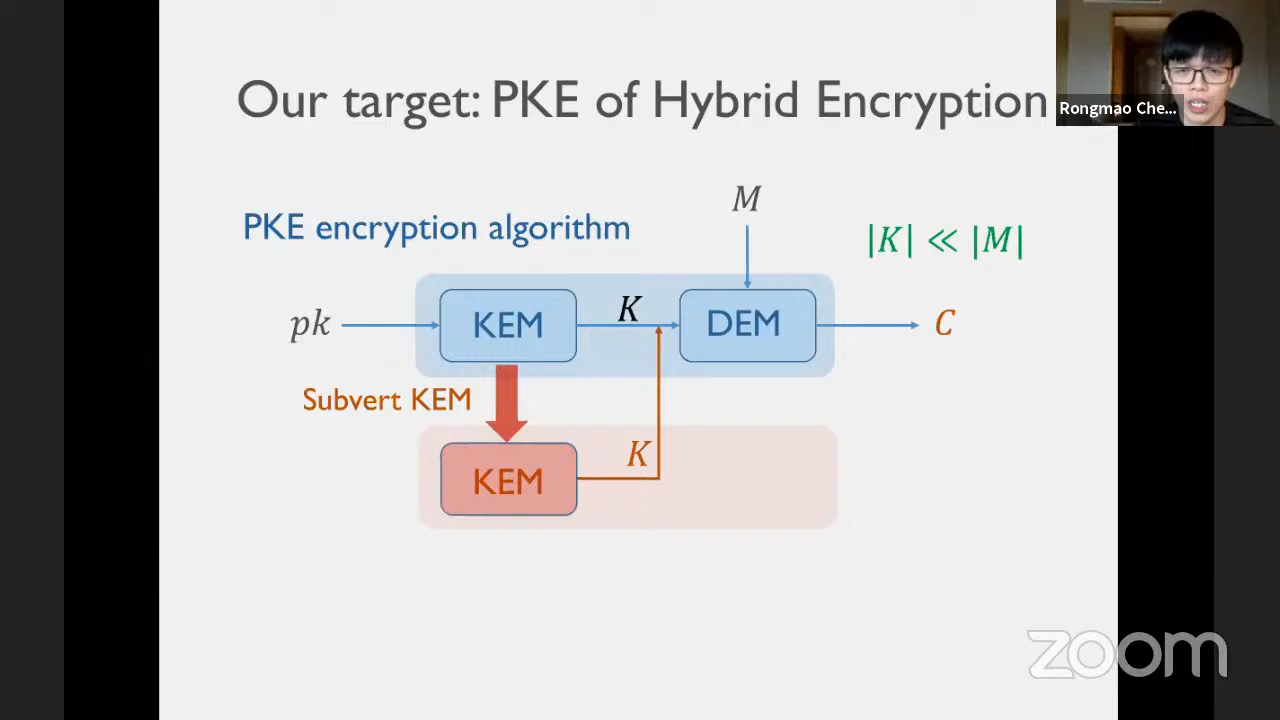 Our target: PKE of Hybrid Encryption
Rongmao Che...
M
PKE encryption algorithm
|K| ≪ |M|
pk
KEM
K
DEM
C
Subvert KEM
K
KEM
zoom